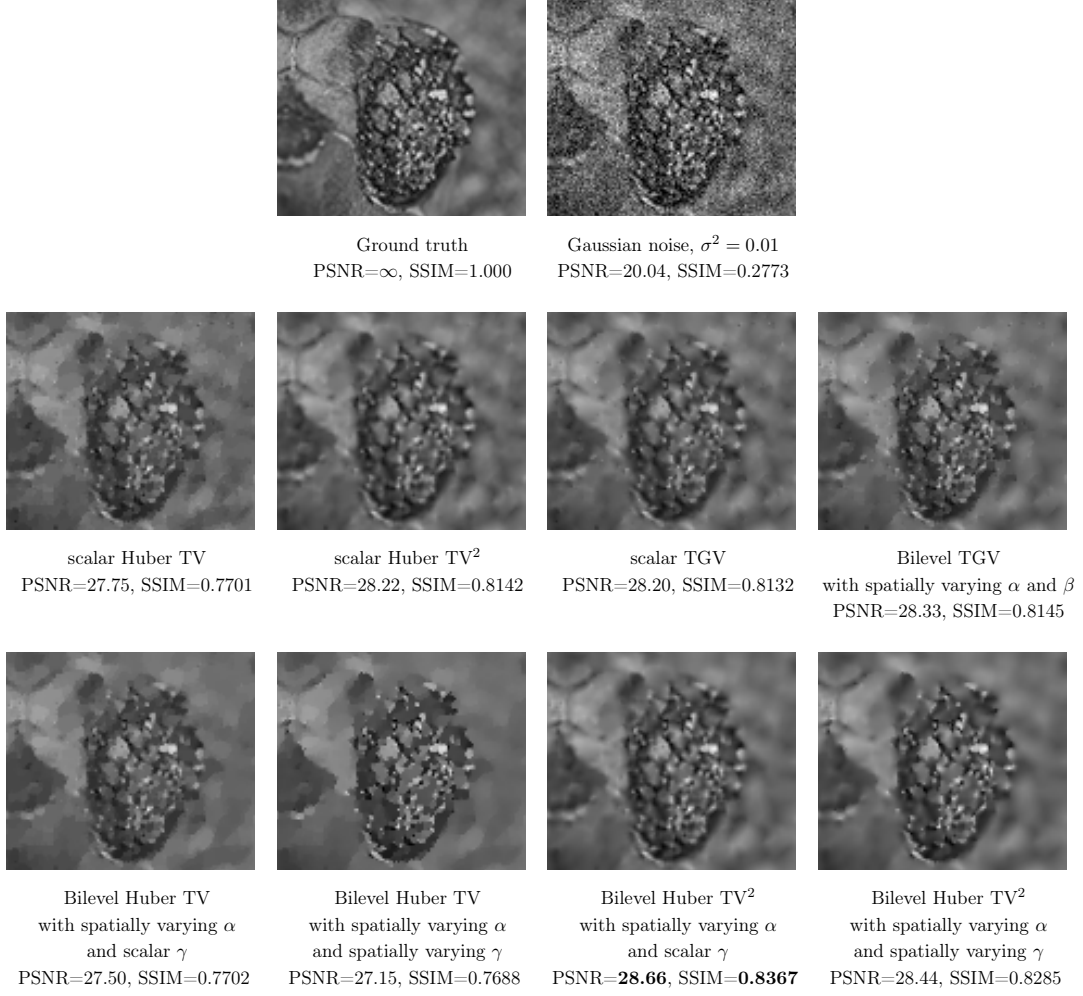 Ground truth
PSNR=∞, SSIM=1.000
Gaussian noise, σ² = 0.01
PSNR=20.04, SSIM=0.2773
scalar Huber TV
PSNR=27.75, SSIM=0.7701
scalar Huber TV²
PSNR=28.22, SSIM=0.8142
scalar TGV
PSNR=28.20, SSIM=0.8132
Bilevel TGV
with spatially varying α and β
PSNR=28.33, SSIM=0.8145
Bilevel Huber TV
with spatially varying α
and scalar γ
PSNR=27.50, SSIM=0.7702
Bilevel Huber TV
with spatially varying α
and spatially varying γ
PSNR=27.15, SSIM=0.7688
Bilevel Huber TV²
with spatially varying α
and scalar γ
PSNR=28.66, SSIM=0.8367
Bilevel Huber TV²
with spatially varying α
and spatially varying γ
PSNR=28.44, SSIM=0.8285